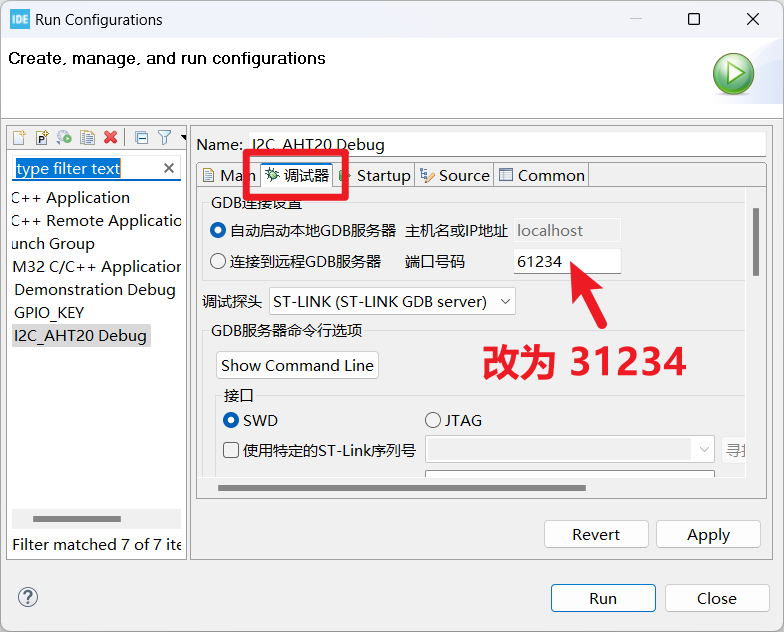 IDE Run Configurations
Create, manage, and run configurations
Name: I2C_AHT20 Debug
type filter text
Main 调试器 Startup Source Common
C++ Application
C++ Remote Applicatio
unch Group
M32 C/C++ Application
Demonstration Debug
GPIO_KEY
I2C_AHT20 Debug
Filter matched 7 of 7 ite
GDB连接设置
自动启动本地GDB服务器 主机名或IP地址 localhost
连接到远程GDB服务器 端口号码 61234
调试探头 ST-LINK (ST-LINK GDB server)
GDB服务器命令行选项
改为 31234
Show Command Line
接口
SWD JTAG
使用特定的ST-Link序列号 寻
Revert Apply
? Run Close